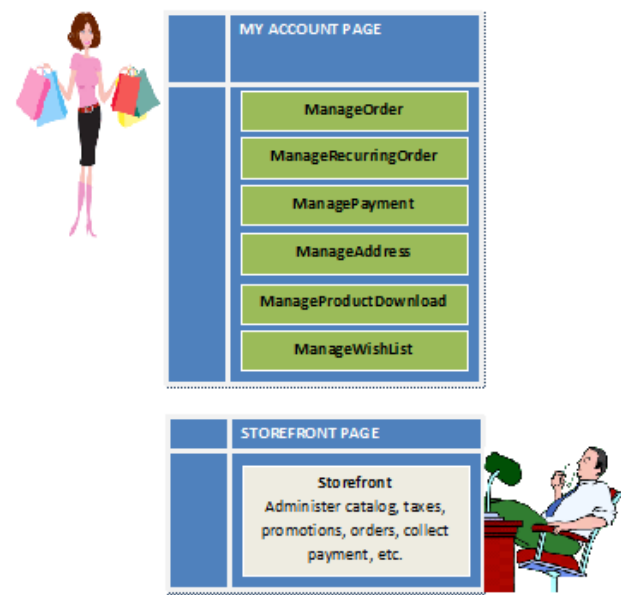 MY ACCOUNT PAGE
ManageOrder
ManageRecurringOrder
ManagePayment
ManageAddress
ManageProductDownload
ManageWishList
STOREFRONT PAGE
Storefront
Administer catalog, taxes,
promotions, orders, collect
payment, etc.